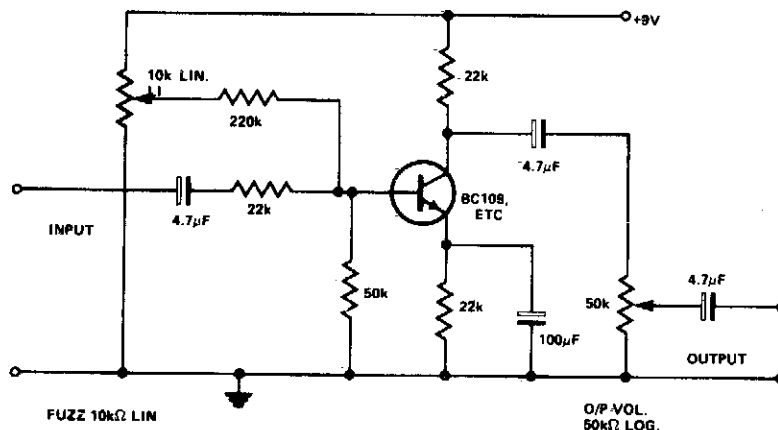 +9V
10k LIN.
22k
220k
4.7µF
BC109,
ETC
4.7µF
22k
INPUT
4.7µF
50k
22k
50k
100µF
OUTPUT
FUZZ 10kΩ LIN
O/P VOL.
50kΩ LOG.